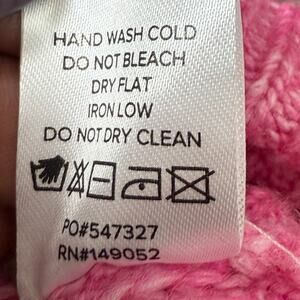 HAND WASH COLD
DO NOT BLEACH
DRY FLAT
IRON LOW
DO NOT DRY CLEAN
PO#547327
RN#149052